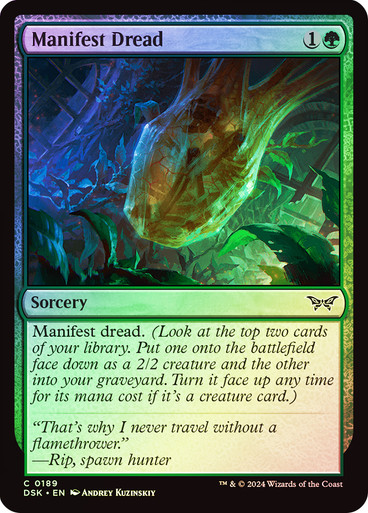 Manifest Dread 1
Sorcery
Manifest dread. (Look at the top two cards
of your library. Put one onto the battlefield
face down as a 2/2 creature and the other
into your graveyard. Turn it face up any time
for its mana cost if it's a creature card.)
"That's why I never travel without a
flamethrower."
—Rip, spawn hunter
C 0189
DSK • EN Andrey Kuzinskiy
™ & © 2024 Wizards of the Coast